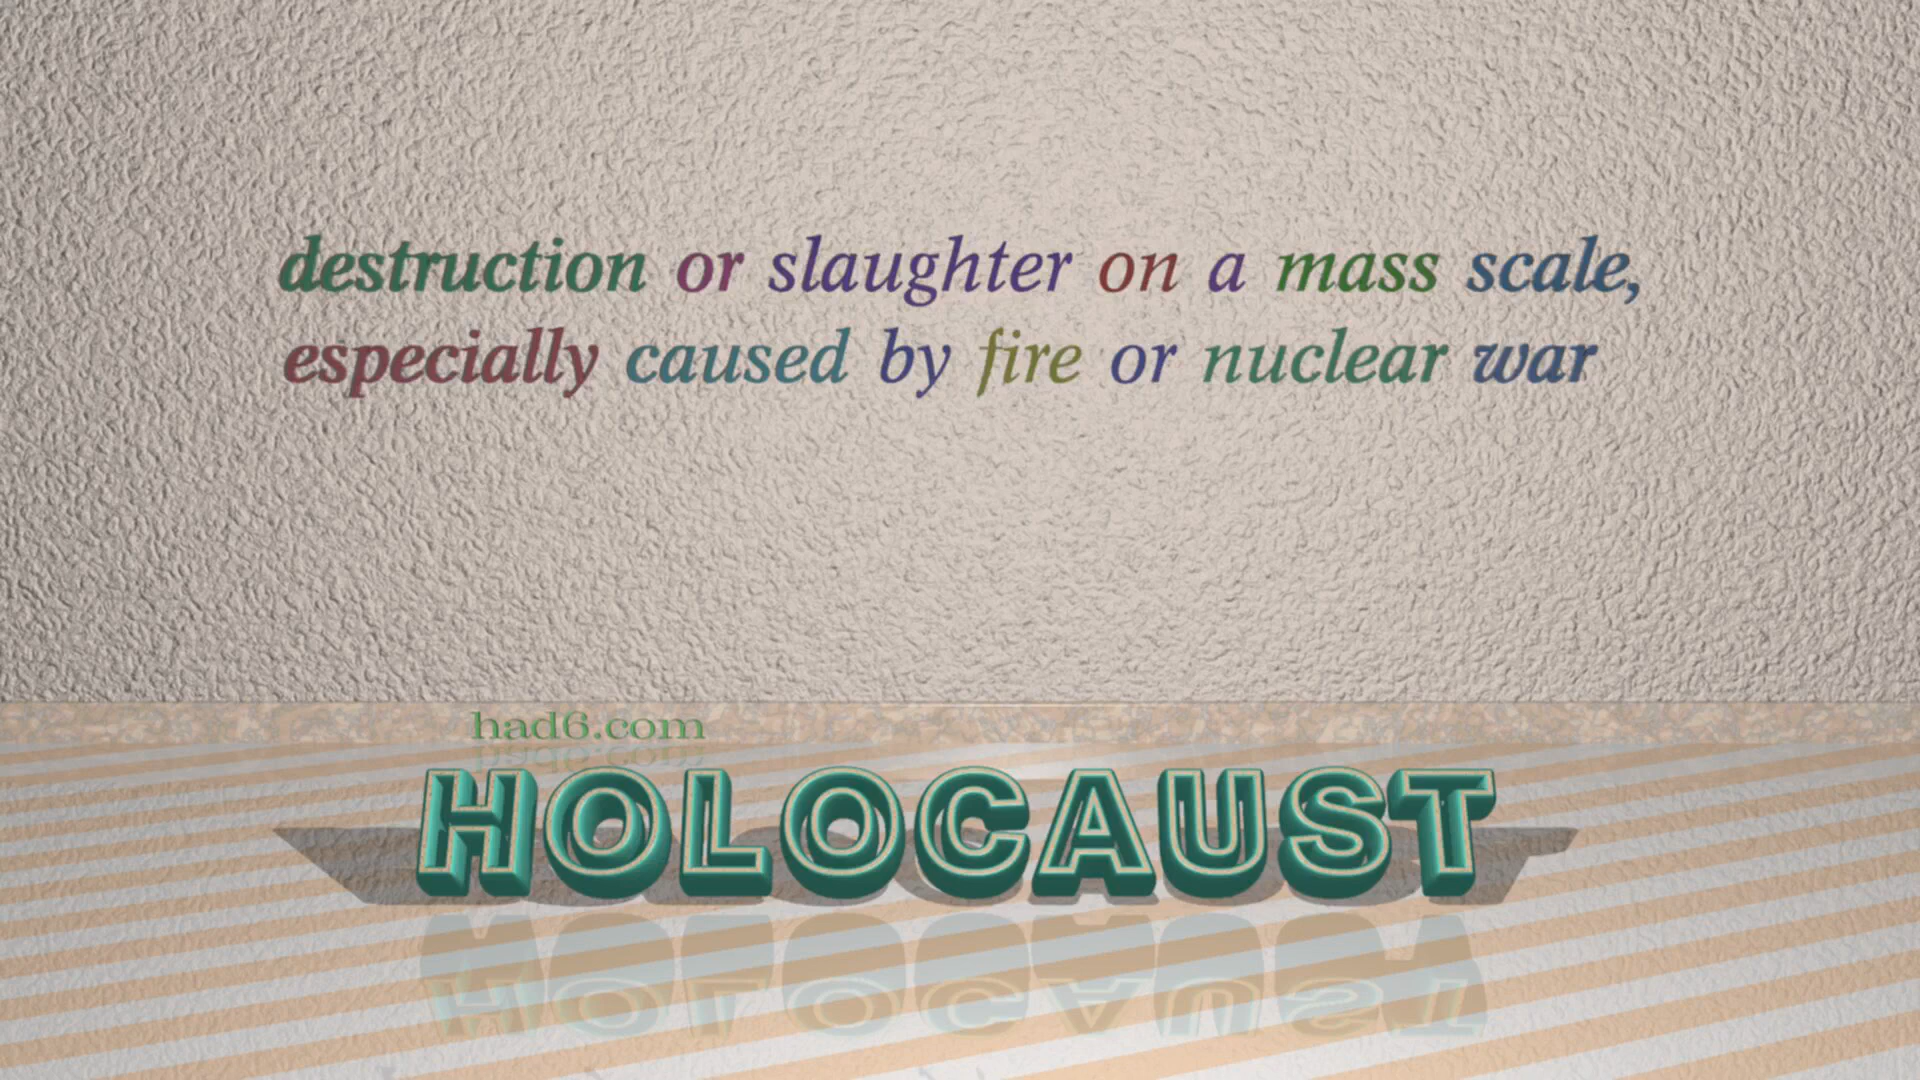 destruction or slaughter on a mass scale,
especially caused by fire or nuclear war
had6.com
HOLOCAUST